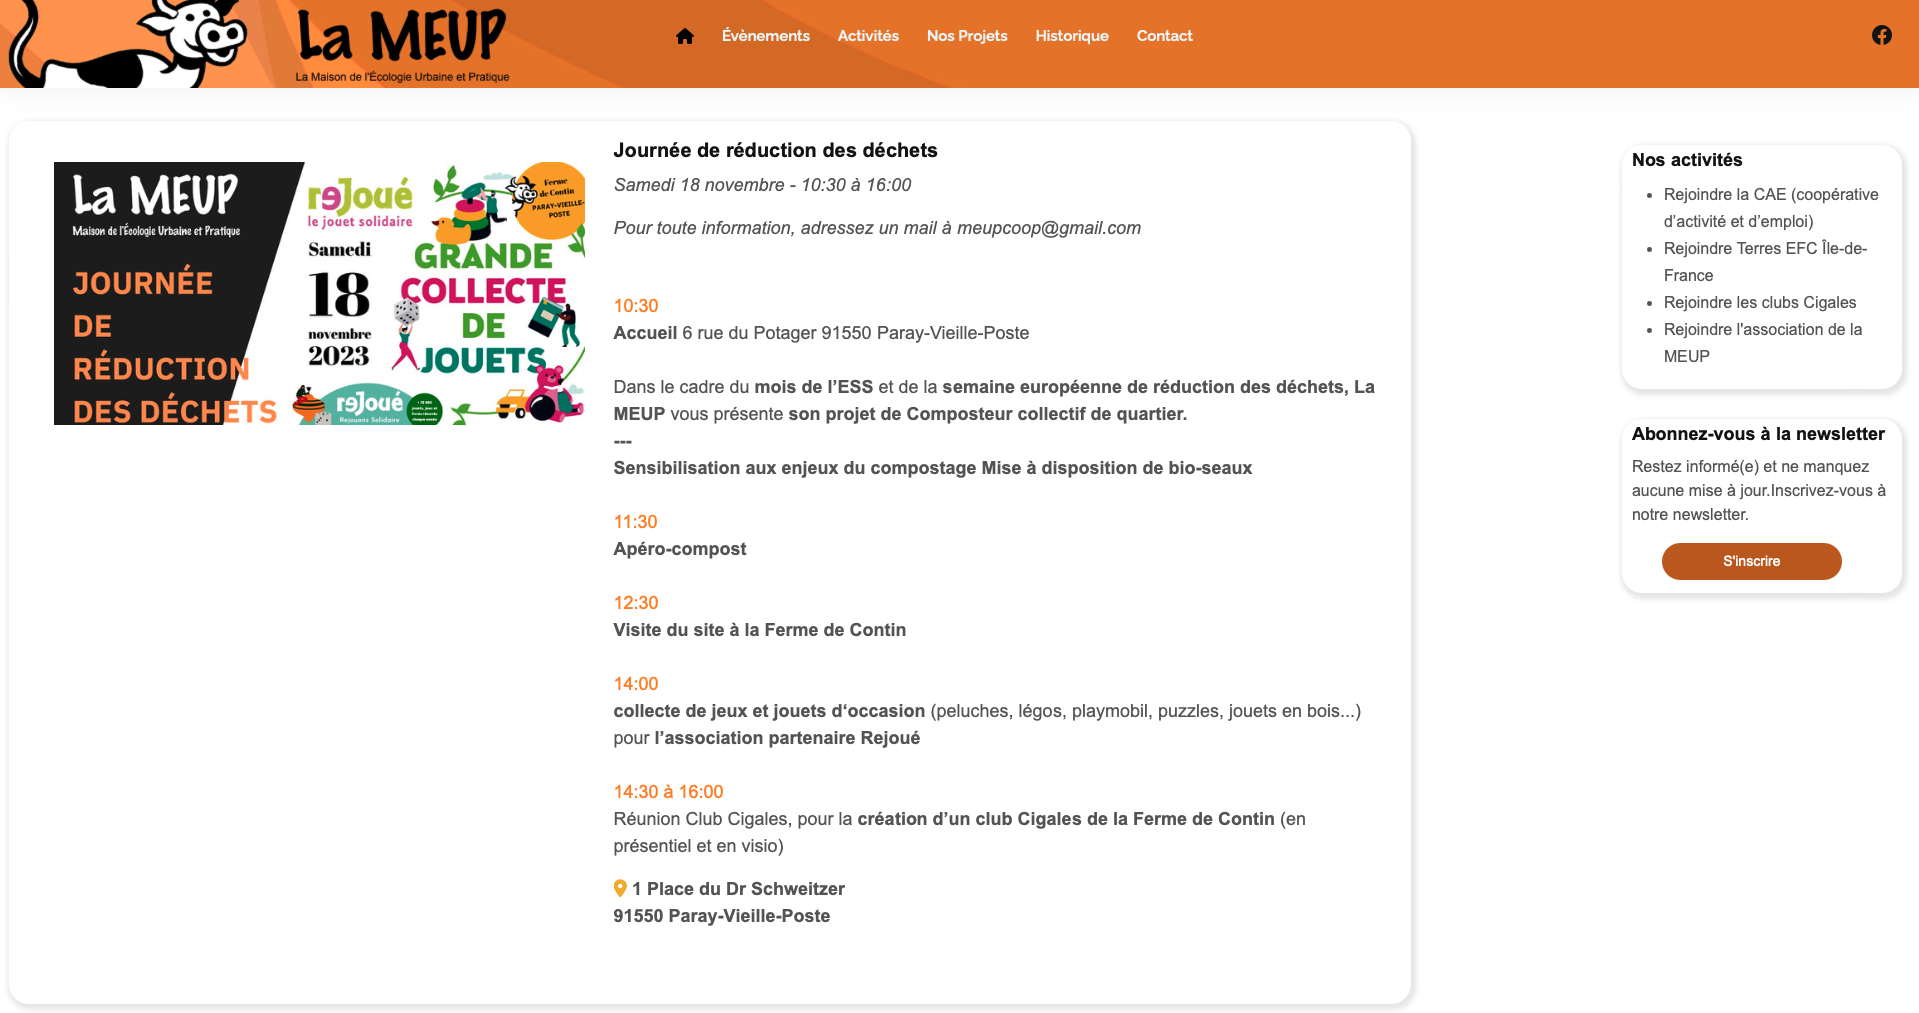 La MEUP
La Maison de l'Écologie Urbaine et Pratique
Évènements
Activités
Nos Projets
Historique
Contact
La MEUP
Maison de l'Écologie Urbaine et Pratique
JOURNÉE
DE
RÉDUCTION
DES DÉCHETS
reJoué
le jouet solidaire
Samedi
18
novembre
2023
Ferme
de Contin
PARAY-VIEILLE-
POSTE
GRANDE
COLLECTE
DE
JOUETS
reJoué
Rejouons Solidaire
Journée de réduction des déchets
Samedi 18 novembre - 10:30 à 16:00
Pour toute information, adressez un mail à meupcoop@gmail.com
10:30
Accueil 6 rue du Potager 91550 Paray-Vieille-Poste
Dans le cadre du mois de l’ESS et de la semaine européenne de réduction des déchets, La
MEUP vous présente son projet de Composteur collectif de quartier.
---
Sensibilisation aux enjeux du compostage Mise à disposition de bio-seaux
11:30
Apéro-compost
12:30
Visite du site à la Ferme de Contin
14:00
collecte de jeux et jouets d‘occasion (peluches, légos, playmobil, puzzles, jouets en bois...)
pour l’association partenaire Rejoué
14:30 à 16:00
Réunion Club Cigales, pour la création d’un club Cigales de la Ferme de Contin (en
présentiel et en visio)
1 Place du Dr Schweitzer
91550 Paray-Vieille-Poste
Nos activités
Rejoindre la CAE (coopérative
d’activité et d’emploi)
Rejoindre Terres EFC Île-de-
France
Rejoindre les clubs Cigales
Rejoindre l'association de la
MEUP
Abonnez-vous à la newsletter
Restez informé(e) et ne manquez
aucune mise à jour.Inscrivez-vous à
notre newsletter.
S'inscrire